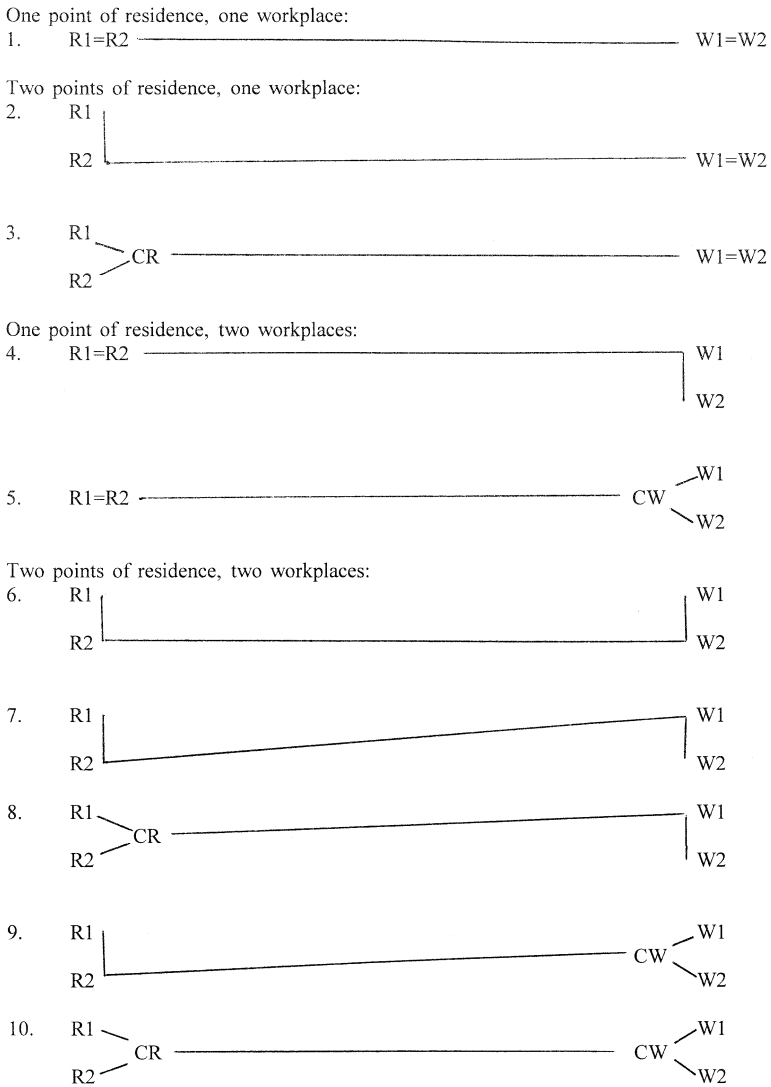 One point of residence, one workplace:
1. R1=R2 W1=W2
Two points of residence, one workplace:
2. R1
R2 W1=W2
3. R1
CR W1=W2
R2
One point of residence, two workplaces:
4. R1=R2 W1
W2
W1
5. R1=R2 CW
W2
Two points of residence, two workplaces:
6. R1 W1
R2 W2
7. R1 W1
R2 W2
8. R1 W1
CR
R2 W2
9. R1 W1
CW
R2 W2
10. R1 W1
CR CW
R2 W2